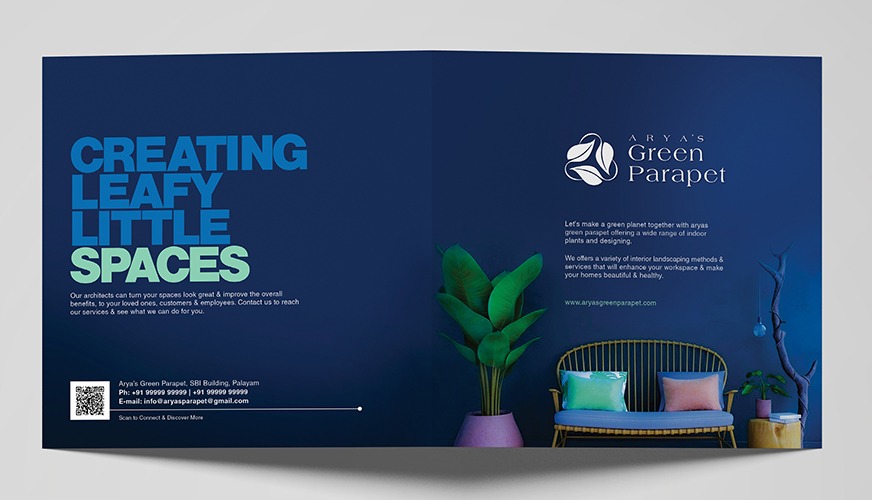 CREATING
LEAFY
LITTLE
SPACES
Our architects can turn your spaces look great & improve the overall
benefits, to your loved ones, customers & employees. Contact us to reach
our services & see what we can do for you.
Arya's Green Parapet, SBI Building, Palayam
Ph: +91 99999 99999 | +91 99999 99999
E-mail: info@aryasparapet@gmail.com
Scan to Connect & Discover More
ARYA'S
Green
Parapet
Let's make a green planet together with aryas
green parapet offering a wide range of indoor
plants and designing.
We offers a variety of interior landscaping methods &
services that will enhance your workspace & make
your homes beautiful & healthy.
www.aryasgreenparapet.com